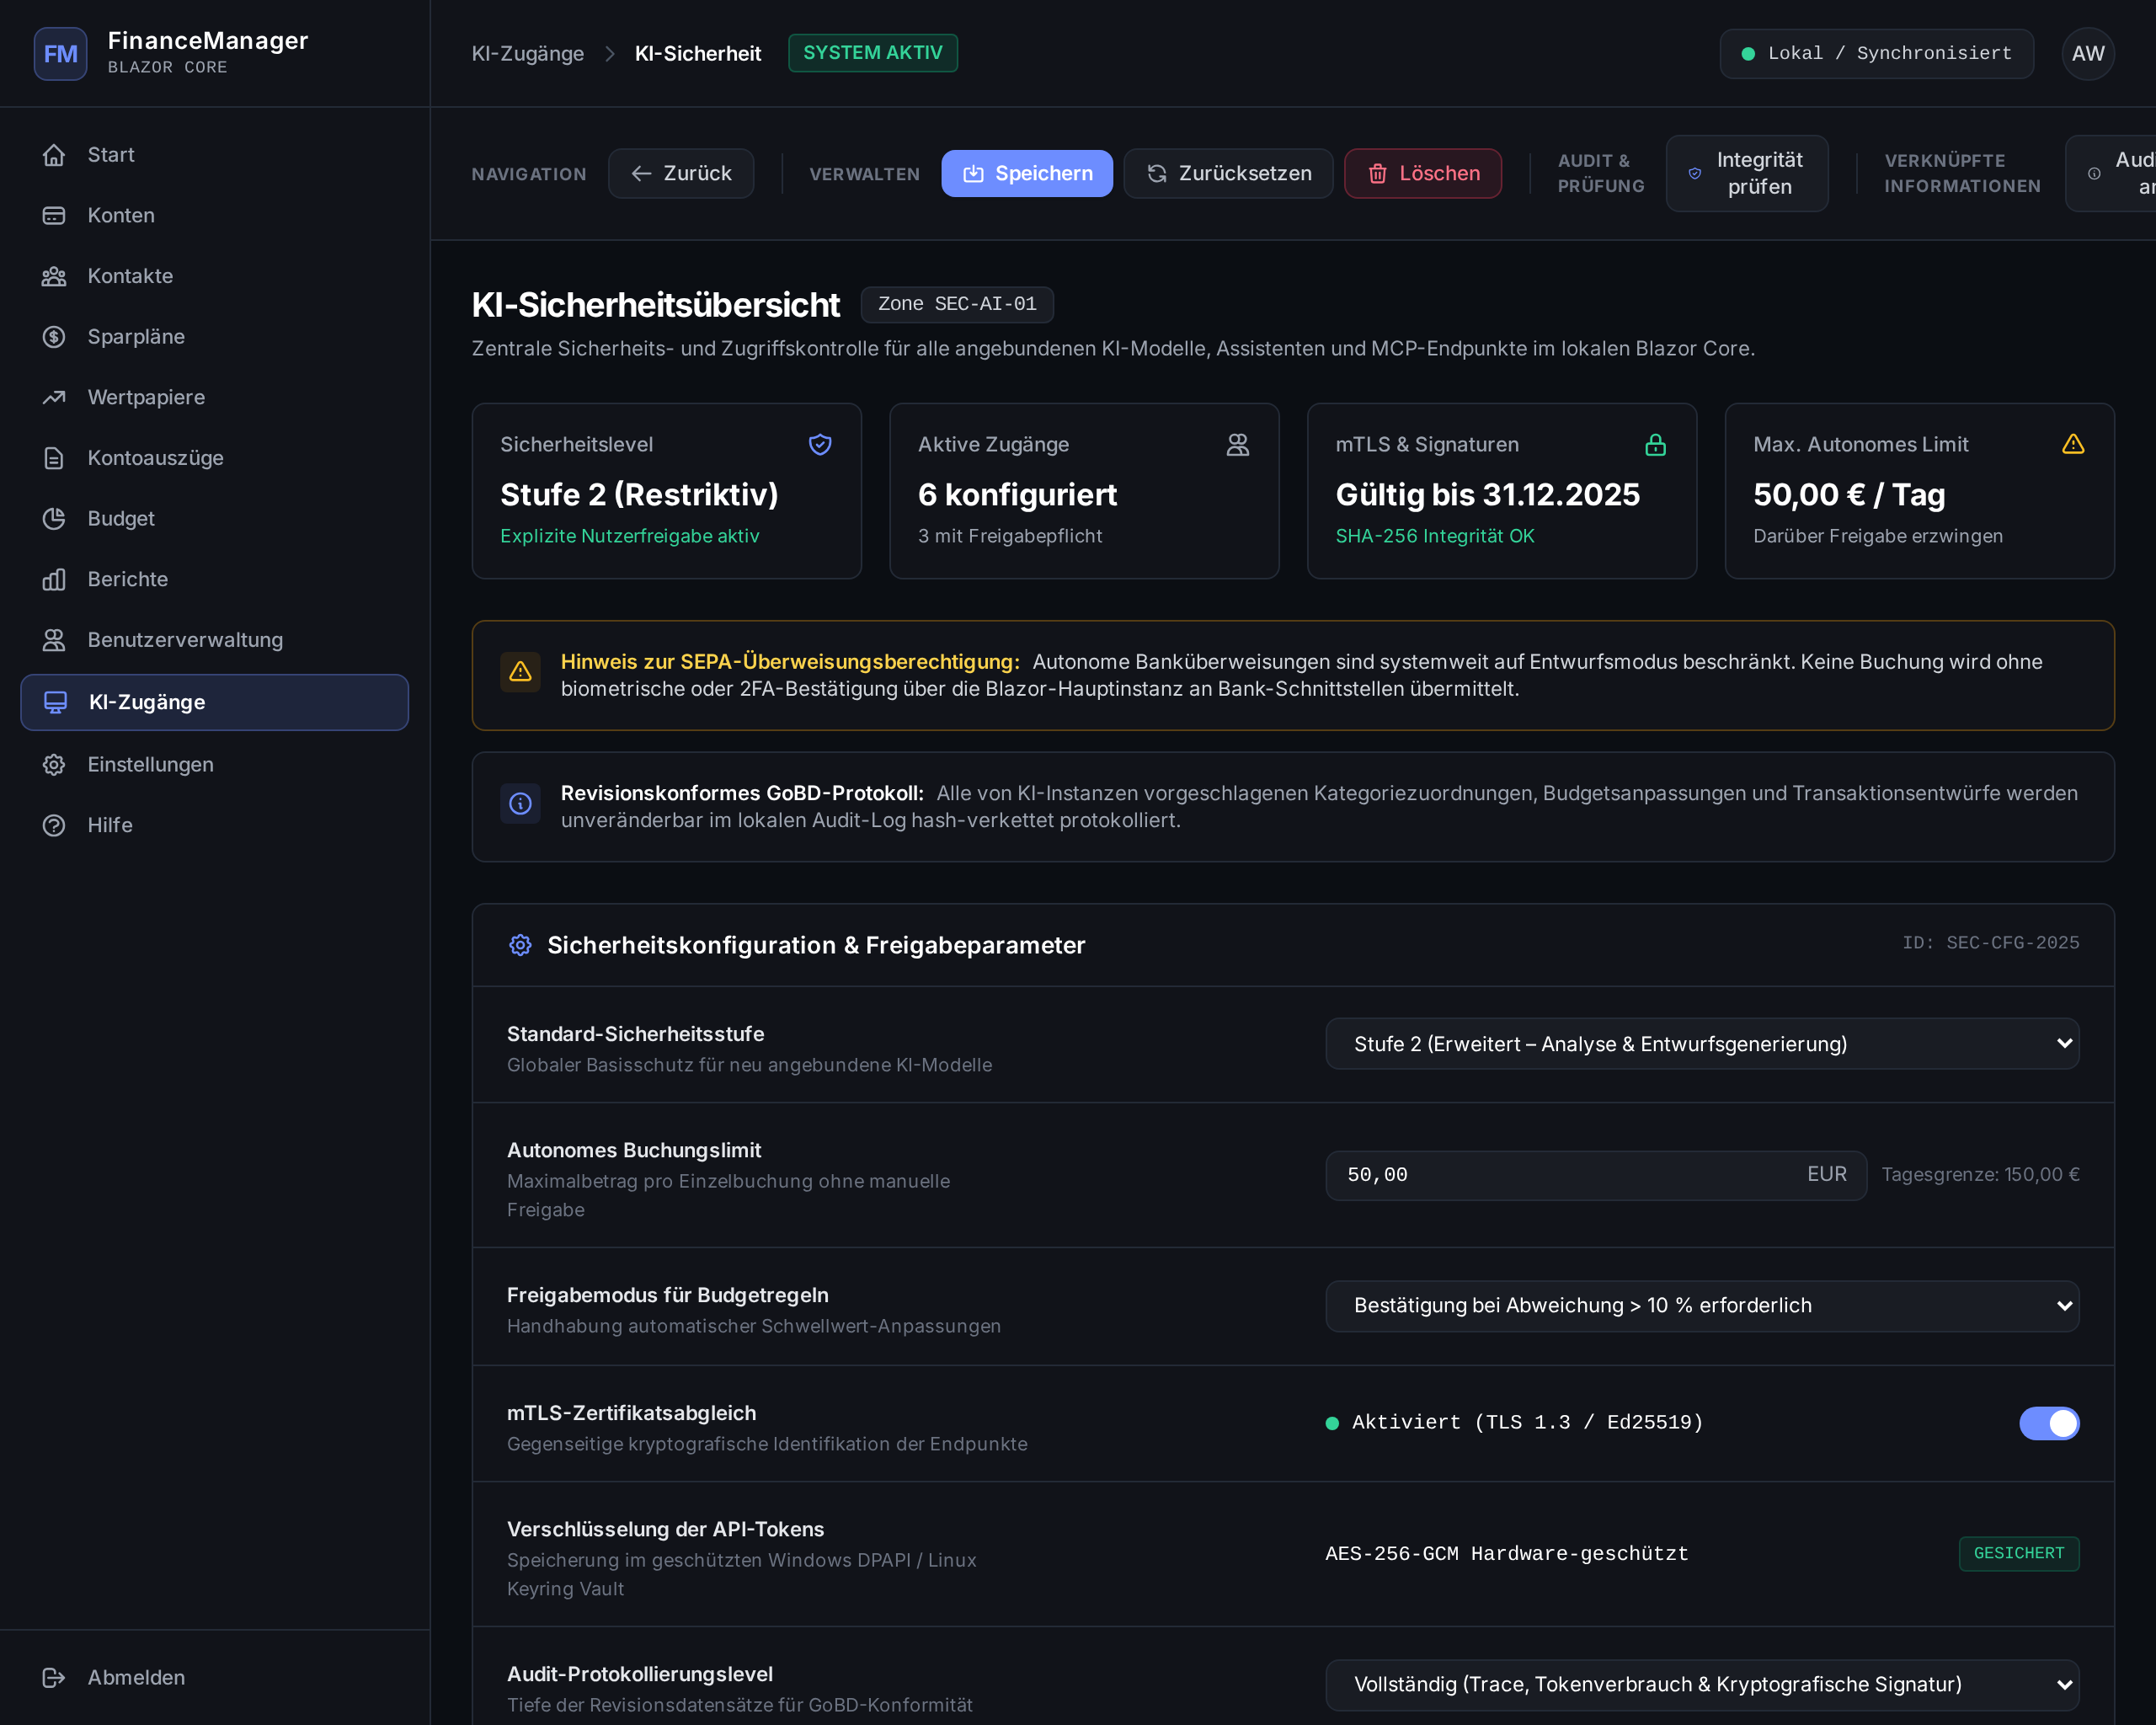 FM
FinanceManager
BLAZOR CORE
Start
Konten
Kontakte
Sparpläne
Wertpapiere
Kontoauszüge
Budget
Berichte
Benutzerverwaltung
KI-Zugänge
Einstellungen
Hilfe
Abmelden
KI-Zugänge
KI-Sicherheit
SYSTEM AKTIV
Lokal / Synchronisiert
AW
NAVIGATION
Zurück
VERWALTEN
Speichern
Zurücksetzen
Löschen
AUDIT &
PRÜFUNG
Integrität
prüfen
VERKNÜPFTE
INFORMATIONEN
KI-Sicherheitsübersicht
Zone SEC-AI-01
Zentrale Sicherheits- und Zugriffskontrolle für alle angebundenen KI-Modelle, Assistenten und MCP-Endpunkte im lokalen Blazor Core.
Sicherheitslevel
Stufe 2 (Restriktiv)
Explizite Nutzerfreigabe aktiv
Aktive Zugänge
6 konfiguriert
3 mit Freigabepflicht
mTLS & Signaturen
Gültig bis 31.12.2025
SHA-256 Integrität OK
Max. Autonomes Limit
50,00 € / Tag
Darüber Freigabe erzwingen
Hinweis zur SEPA-Überweisungsberechtigung: Autonome Banküberweisungen sind systemweit auf Entwurfsmodus beschränkt. Keine Buchung wird ohne
biometrische oder 2FA-Bestätigung über die Blazor-Hauptinstanz an Bank-Schnittstellen übermittelt.
Revisionskonformes GoBD-Protokoll: Alle von KI-Instanzen vorgeschlagenen Kategoriezuordnungen, Budgetsanpassungen und Transaktionsentwürfe werden
unveränderbar im lokalen Audit-Log hash-verkettet protokolliert.
Sicherheitskonfiguration & Freigabeparameter
ID: SEC-CFG-2025
Standard-Sicherheitsstufe
Globaler Basisschutz für neu angebundene KI-Modelle
Stufe 2 (Erweitert – Analyse & Entwurfsgenerierung)
Autonomes Buchungslimit
Maximalbetrag pro Einzelbuchung ohne manuelle
Freigabe
50,00
EUR
Tagesgrenze: 150,00 €
Freigabemodus für Budgetregeln
Handhabung automatischer Schwellwert-Anpassungen
Bestätigung bei Abweichung > 10 % erforderlich
mTLS-Zertifikatsabgleich
Gegenseitige kryptografische Identifikation der Endpunkte
Aktiviert (TLS 1.3 / Ed25519)
Verschlüsselung der API-Tokens
Speicherung im geschützten Windows DPAPI / Linux
Keyring Vault
AES-256-GCM Hardware-geschützt
GESICHERT
Audit-Protokollierungslevel
Tiefe der Revisionsdatensätze für GoBD-Konformität
Vollständig (Trace, Tokenverbrauch & Kryptografische Signatur)